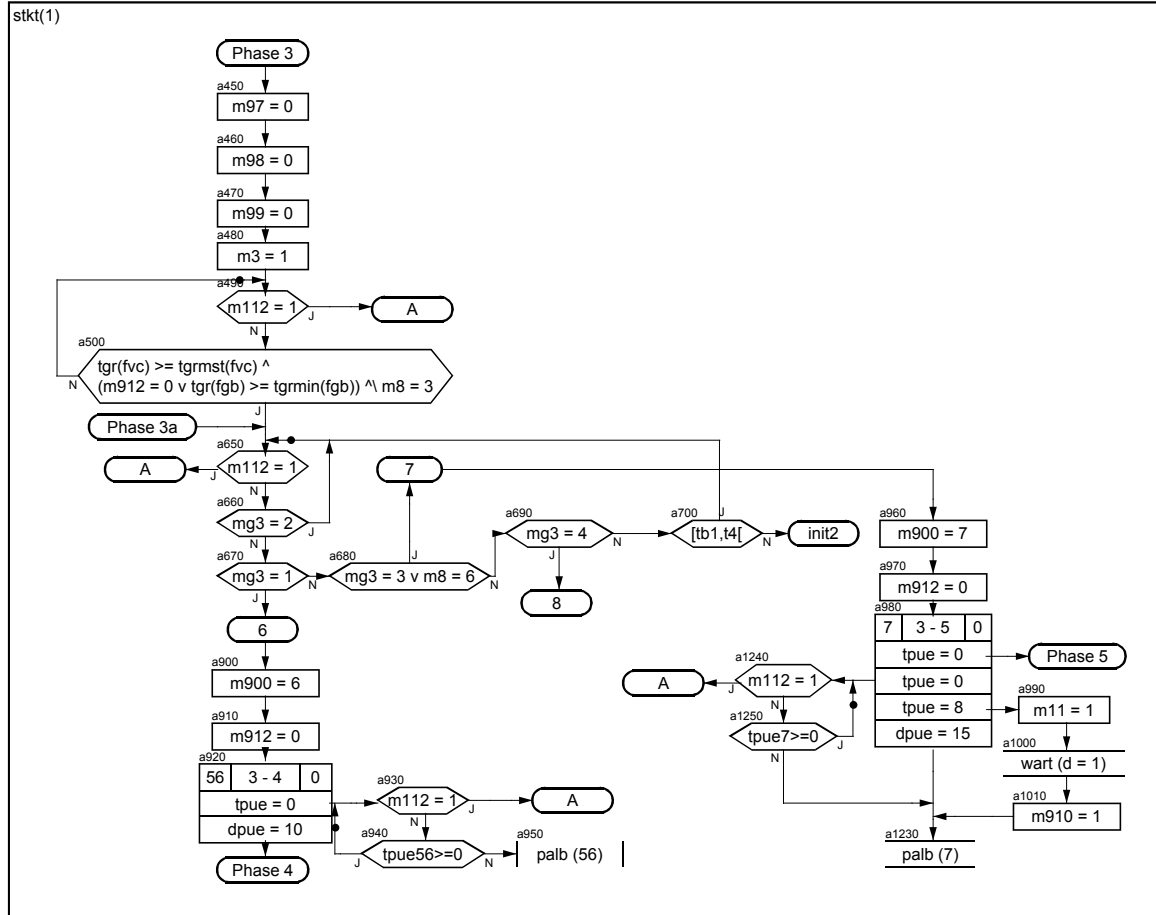 stkt(1)
Phase 3
a450
m97 = 0
a460
m98 = 0
a470
m99 = 0
a480
m3 = 1
a490
m112 = 1
J
A
N
a500
tgr(fvc) >= tgrmst(fvc) ^
(m912 = 0 v tgr(fgb) >= tgrmin(fgb)) ^\ m8 = 3
N
J
Phase 3a
a650
m112 = 1
J
A
N
a660
mg3 = 2
J
N
a670
mg3 = 1
N
J
a680
mg3 = 3 v m8 = 6
J
N
7
a690
mg3 = 4
N
J
8
a700
[tb1,t4[
J
N
init2
6
a900
m900 = 6
a910
m912 = 0
a920
56 3 - 4 0
tpue = 0
dpue = 10
Phase 4
a930
m112 = 1
J
A
N
a940
tpue56>=0
J
N
a950
palb (56)
a960
m900 = 7
a970
m912 = 0
a980
7 3 - 5 0
tpue = 0
tpue = 0
tpue = 8
dpue = 15
Phase 5
a1240
m112 = 1
J
A
N
a1250
tpue7>=0
J
N
a990
m11 = 1
a1000
wart (d = 1)
a1010
m910 = 1
a1230
palb (7)